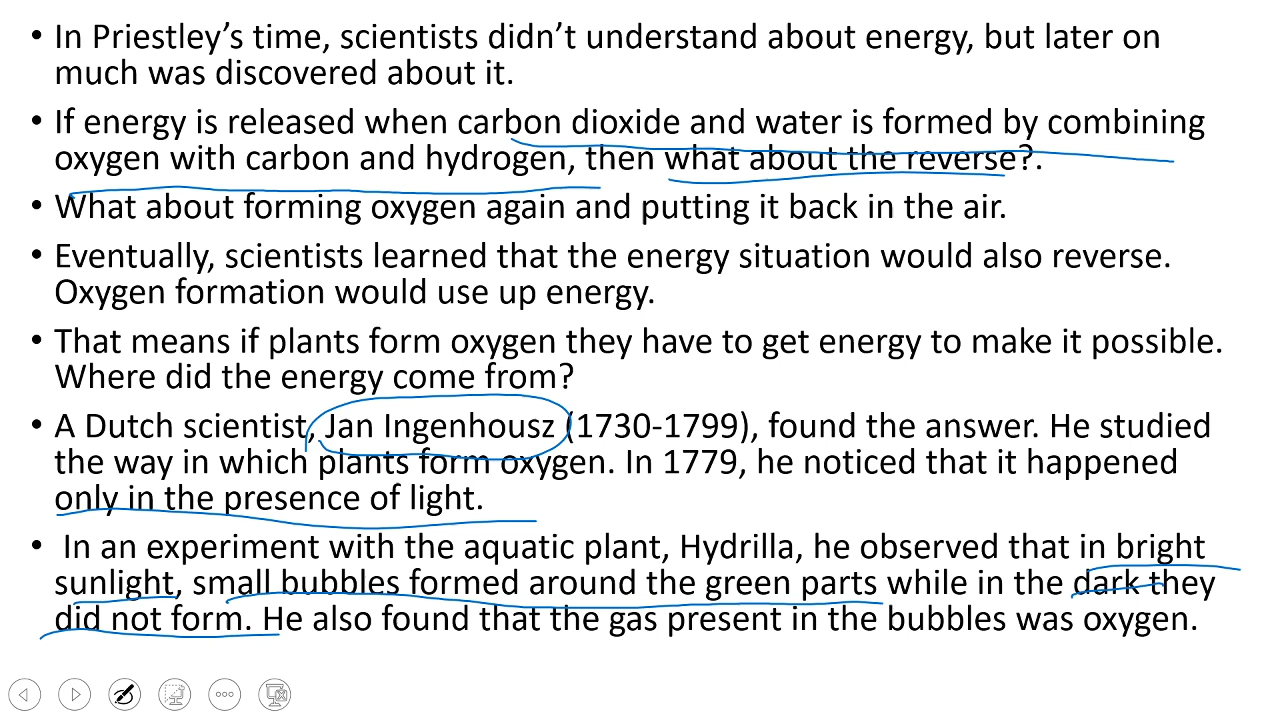 • In Priestley’s time, scientists didn’t understand about energy, but later on
much was discovered about it.
• If energy is released when carbon dioxide and water is formed by combining
oxygen with carbon and hydrogen, then what about the reverse?.
• What about forming oxygen again and putting it back in the air.
• Eventually, scientists learned that the energy situation would also reverse.
Oxygen formation would use up energy.
• That means if plants form oxygen they have to get energy to make it possible.
Where did the energy come from?
• A Dutch scientist, Jan Ingenhousz (1730-1799), found the answer. He studied
the way in which plants form oxygen. In 1779, he noticed that it happened
only in the presence of light.
• In an experiment with the aquatic plant, Hydrilla, he observed that in bright
sunlight, small bubbles formed around the green parts while in the dark they
did not form. He also found that the gas present in the bubbles was oxygen.